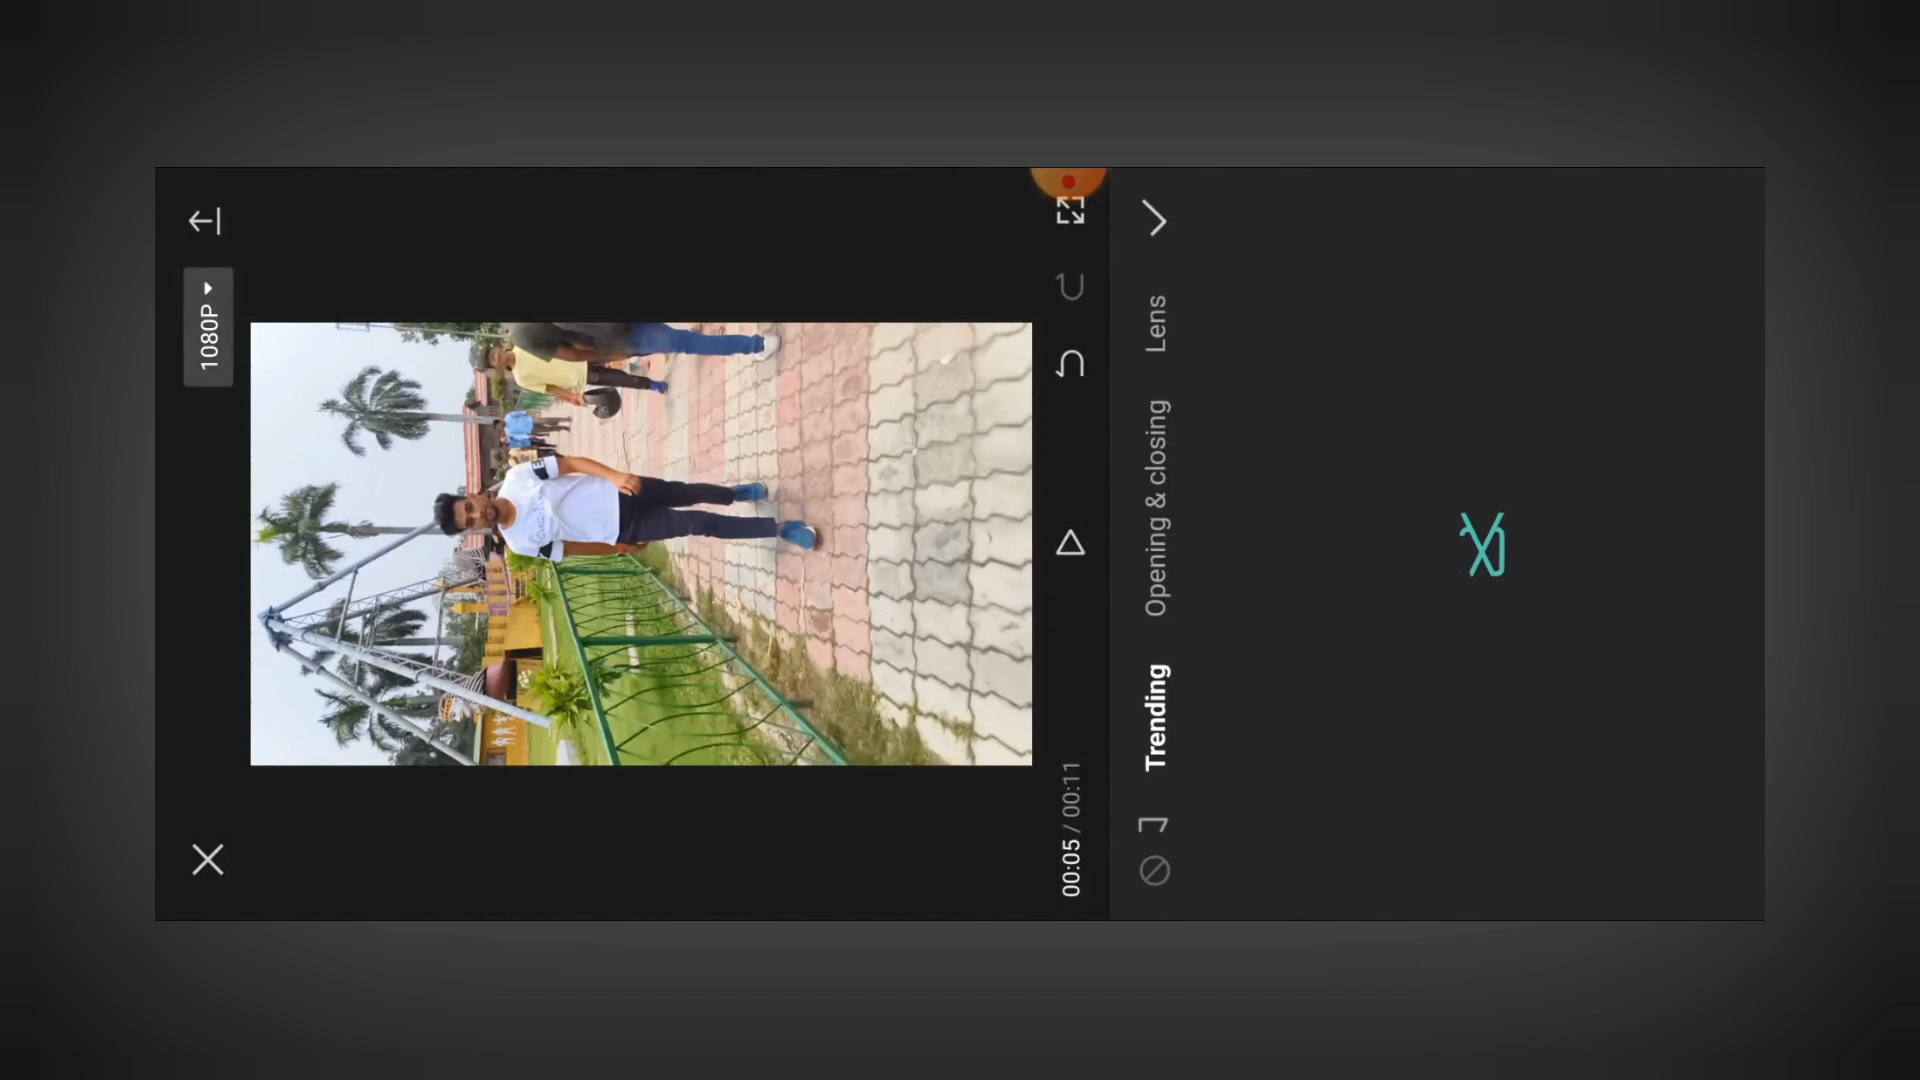 1080P
00:05 / 00:11
Trending
Opening & closing
Lens